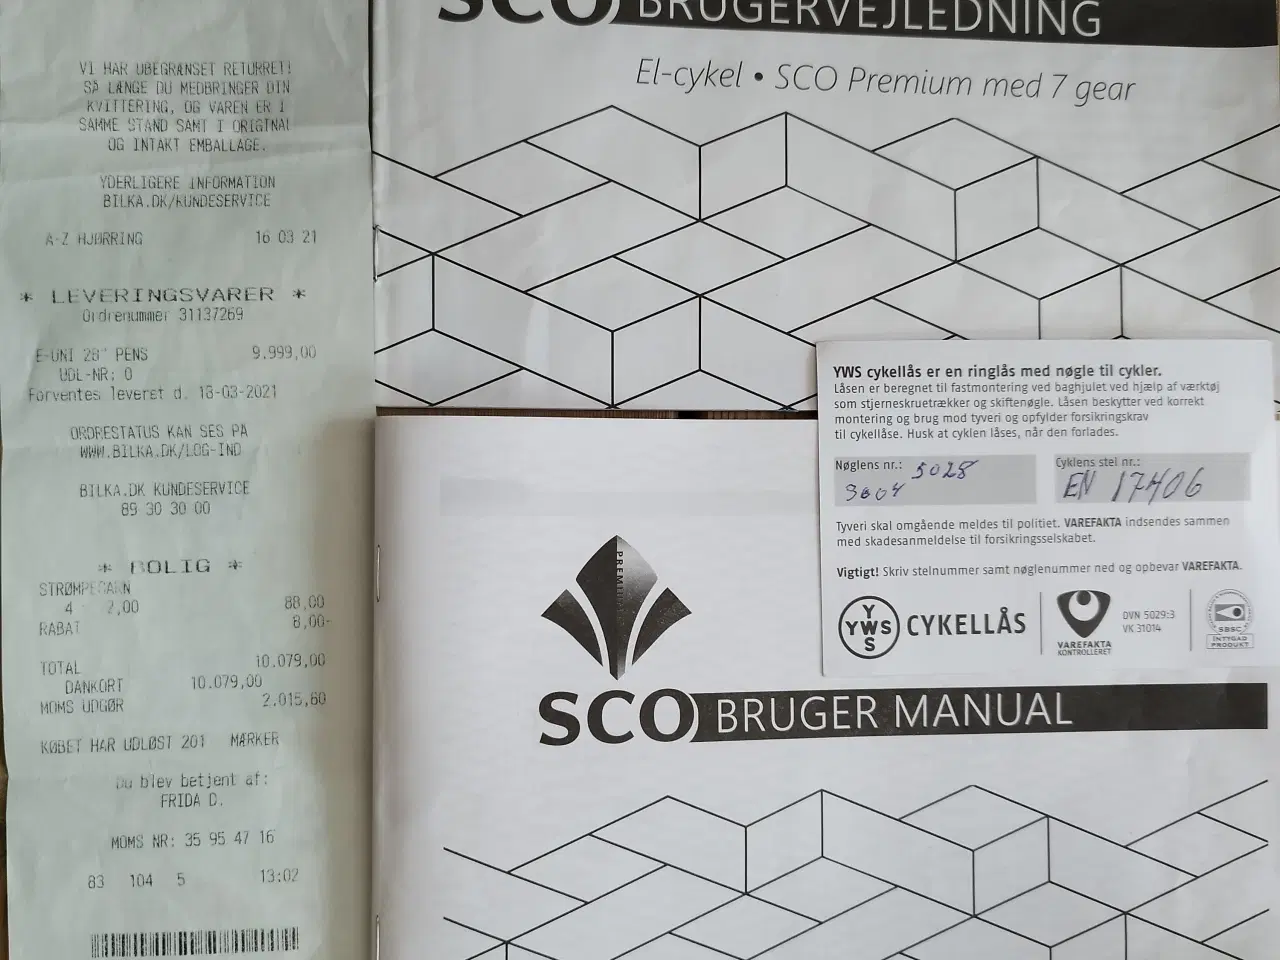 VI HAR UBEGRÆNSET RETURRET!
SÅ LÆNGE DU MEDBRINGER DIN
KVITTERING, OG VAREN ER I
SAMME STAND SAMT I ORIGINAL
OG INTAKT EMBALLAGE.
YDERLIGERE INFORMATION
BILKA.DK/KUNDESERVICE
A-Z HJØRRING 16 03 21
* LEVERINGSVARER *
Ordrenummer 31137269
E-UNI 28" PENS 9.999,00
UDL-NR: 0
Forventes leveret d. 18-03-2021
ORDRESTATUS KAN SES PÅ
WWW.BILKA.DK/LOG-IND
BILKA.DK KUNDESERVICE
89 30 30 00
* BOLIG *
STRØMPEGARN
4 2,00 88,00
RABAT 8,00-
TOTAL 10.079,00
DANKORT 10.079,00
MOMS UDGØR 2.015,80
KØBET HAR UDLØST 201 MÆRKER
Du blev betjent af:
FRIDA D.
MOMS NR: 35 95 47 16
83 104 5 13:02
SCO BRUGERVEJLEDNING
El-cykel • SCO Premium med 7 gear
YWS cykellås er en ringlås med nøgle til cykler.
Låsen er beregnet til fastmontering ved baghjulet ved hjælp af værktøj
som stjerneskruetrækker og skiftenøgle. Låsen beskytter ved korrekt
montering og brug mod tyveri og opfylder forsikringskrav
til cykellåse. Husk at cyklen låses, når den forlades.
Nøglens nr.: 5028
3604
Cyklens stel nr.:
EN 17406
Tyveri skal omgående meldes til politiet. VAREFAKTA indsendes sammen
med skadesanmeldelse til forsikringsselskabet.
Vigtigt! Skriv stelnummer samt nøglenummer ned og opbevar VAREFAKTA.
YWS CYKELLÅS
VAREFAKTA
KONTROLLERET
DVN 5029:3
VK 31014
SBSC
INTYGAD
PRODUKT
PREMIUM
SCO BRUGER MANUAL